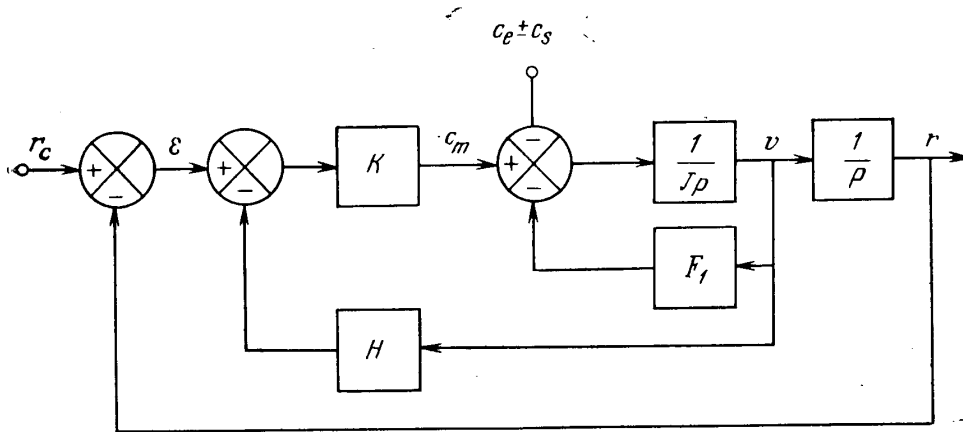 c_e ± c_s
r_c
+
−
ε
+
−
K
c_m
−
+
−
1/Jp
v
1/p
r
F_1
H